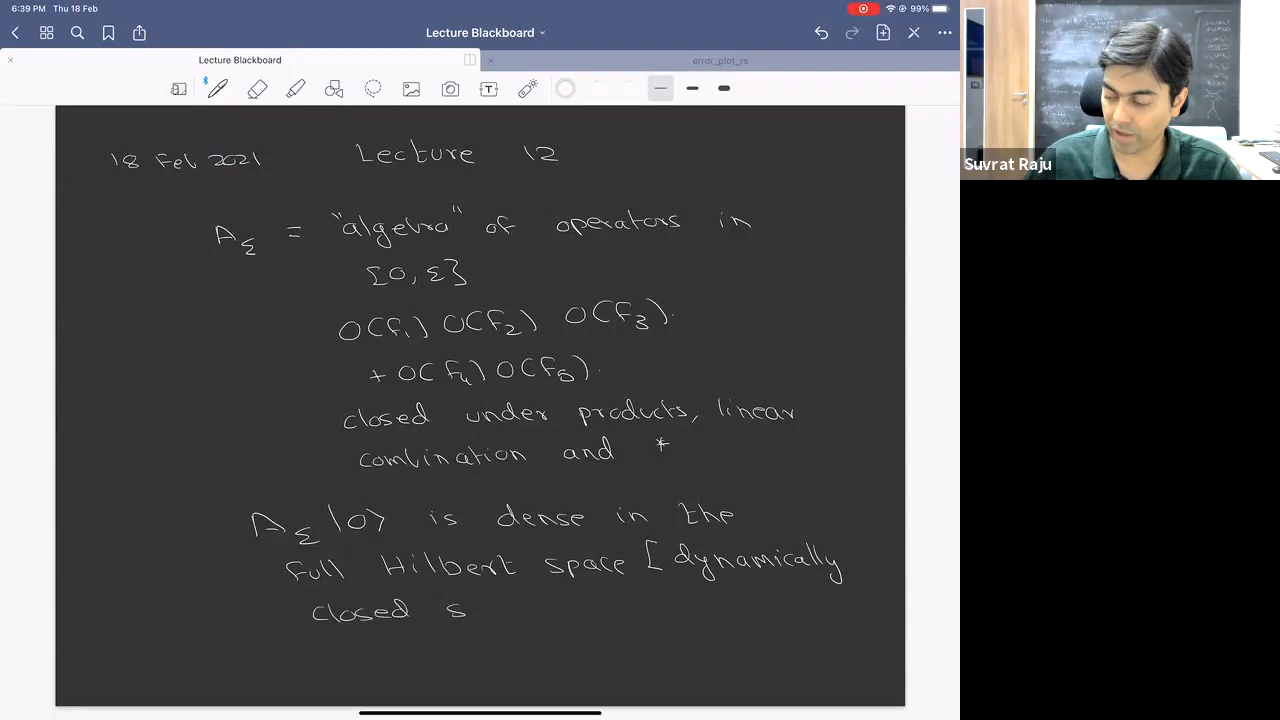 6:39 PM Thu 18 Feb
99%
Lecture Blackboard
Lecture Blackboard
error_plot_rs
Suvrat Raju
18 Feb 2021 Lecture 12
A_Σ = "algebra" of operators in
{0, Σ}
O(F₁) O(F₂) O(F₃).
+ O(F₄) O(F₅).
closed under products, linear
combination and *
A_Σ |0⟩ is dense in the
full Hilbert space [dynamically
closed s